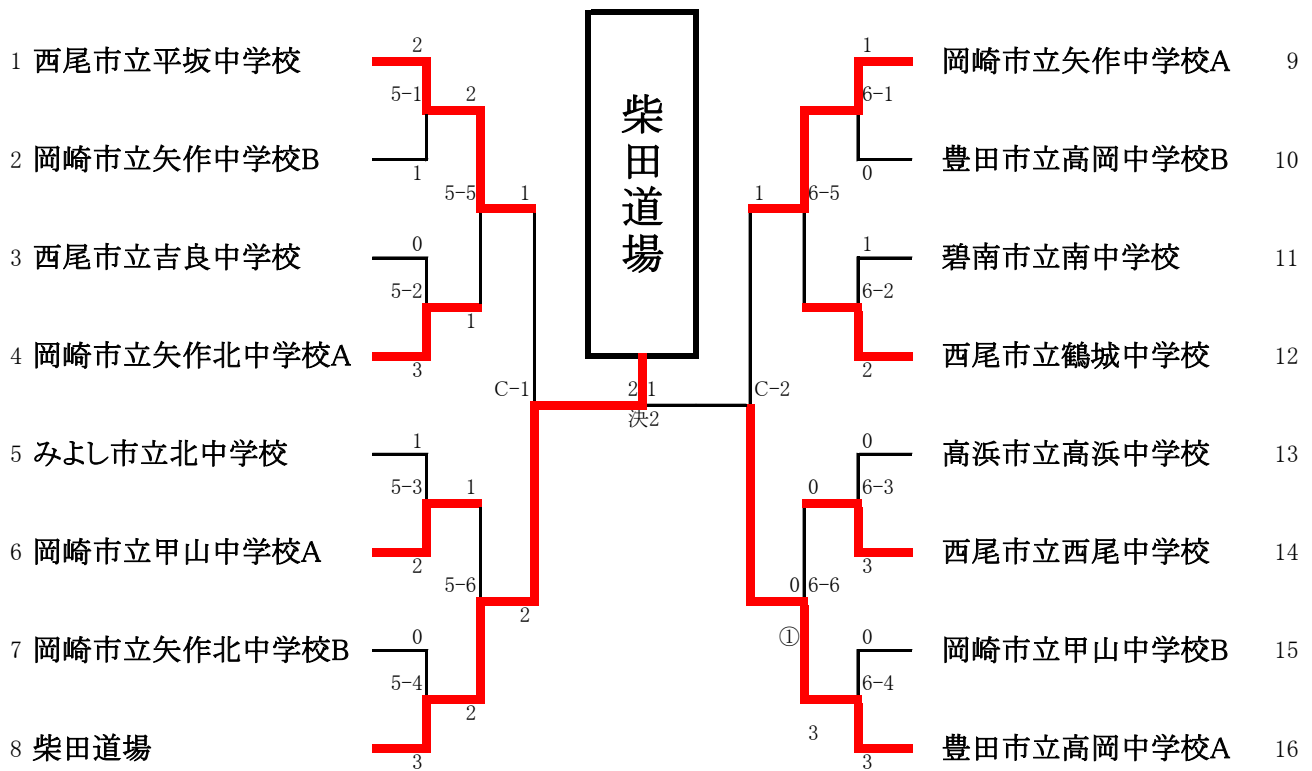 柴田道場
1 西尾市立平坂中学校
2
5-1
2
2 岡崎市立矢作中学校B
1
5-5
1
3 西尾市立吉良中学校
0
5-2
1
4 岡崎市立矢作北中学校A
3
C-1
5 みよし市立北中学校
1
5-3
1
6 岡崎市立甲山中学校A
2
5-6
2
7 岡崎市立矢作北中学校B
0
5-4
2
8 柴田道場
3
2 1
決2
1
岡崎市立矢作中学校A 9
6-1
豊田市立高岡中学校B 10
0
1
6-5
1
碧南市立南中学校 11
6-2
西尾市立鶴城中学校 12
2
C-2
0
高浜市立高浜中学校 13
6-3
0
西尾市立西尾中学校 14
3
0
6-6
①
0
岡崎市立甲山中学校B 15
6-4
3
豊田市立高岡中学校A 16
3